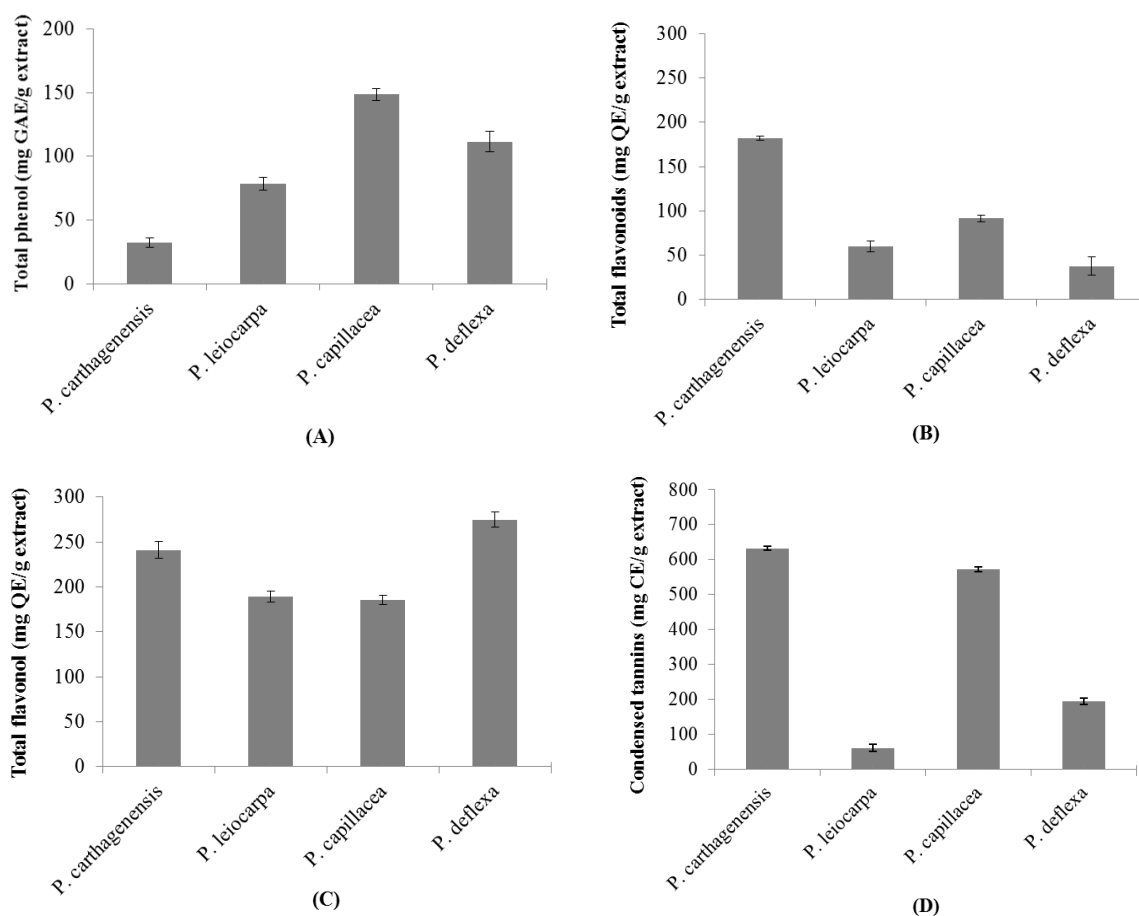 Total phenol (mg GAE/g extract)
200
150
100
50
0
P. carthagenensis
P. leiocarpa
P. capillacea
P. deflexa
(A)
Total flavonoids (mg QE/g extract)
300
250
200
150
100
50
0
P. carthagenensis
P. leiocarpa
P. capillacea
P. deflexa
(B)
Total flavonol (mg QE/g extract)
300
250
200
150
100
50
0
P. carthagenensis
P. leiocarpa
P. capillacea
P. deflexa
(C)
Condensed tannins (mg CE/g extract)
800
700
600
500
400
300
200
100
0
P. carthagenensis
P. leiocarpa
P. capillacea
P. deflexa
(D)